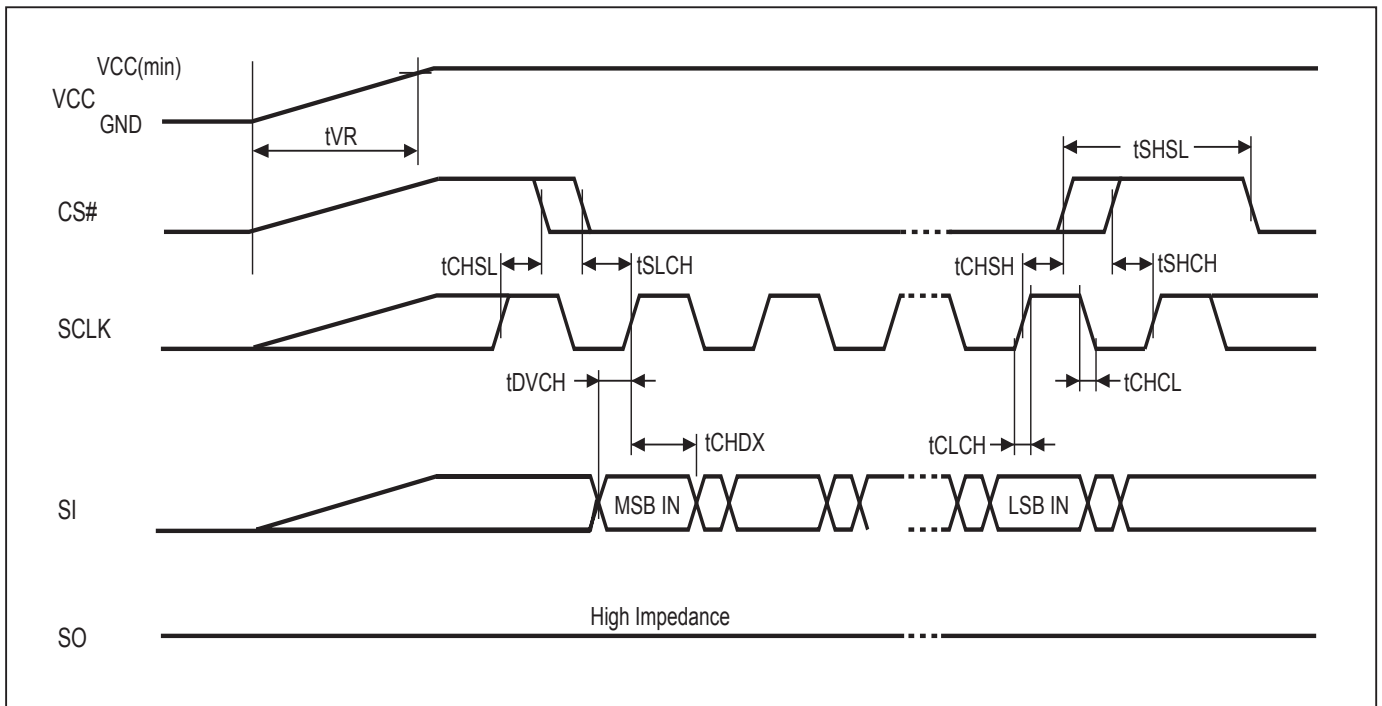 VCC(min)
VCC
GND
tVR
tSHSL
CS#
tCHSL
tSLCH
tCHSH
tSHCH
SCLK
tDVCH
tCHCL
tCHDX
tCLCH
SI
MSB IN
LSB IN
High Impedance
SO